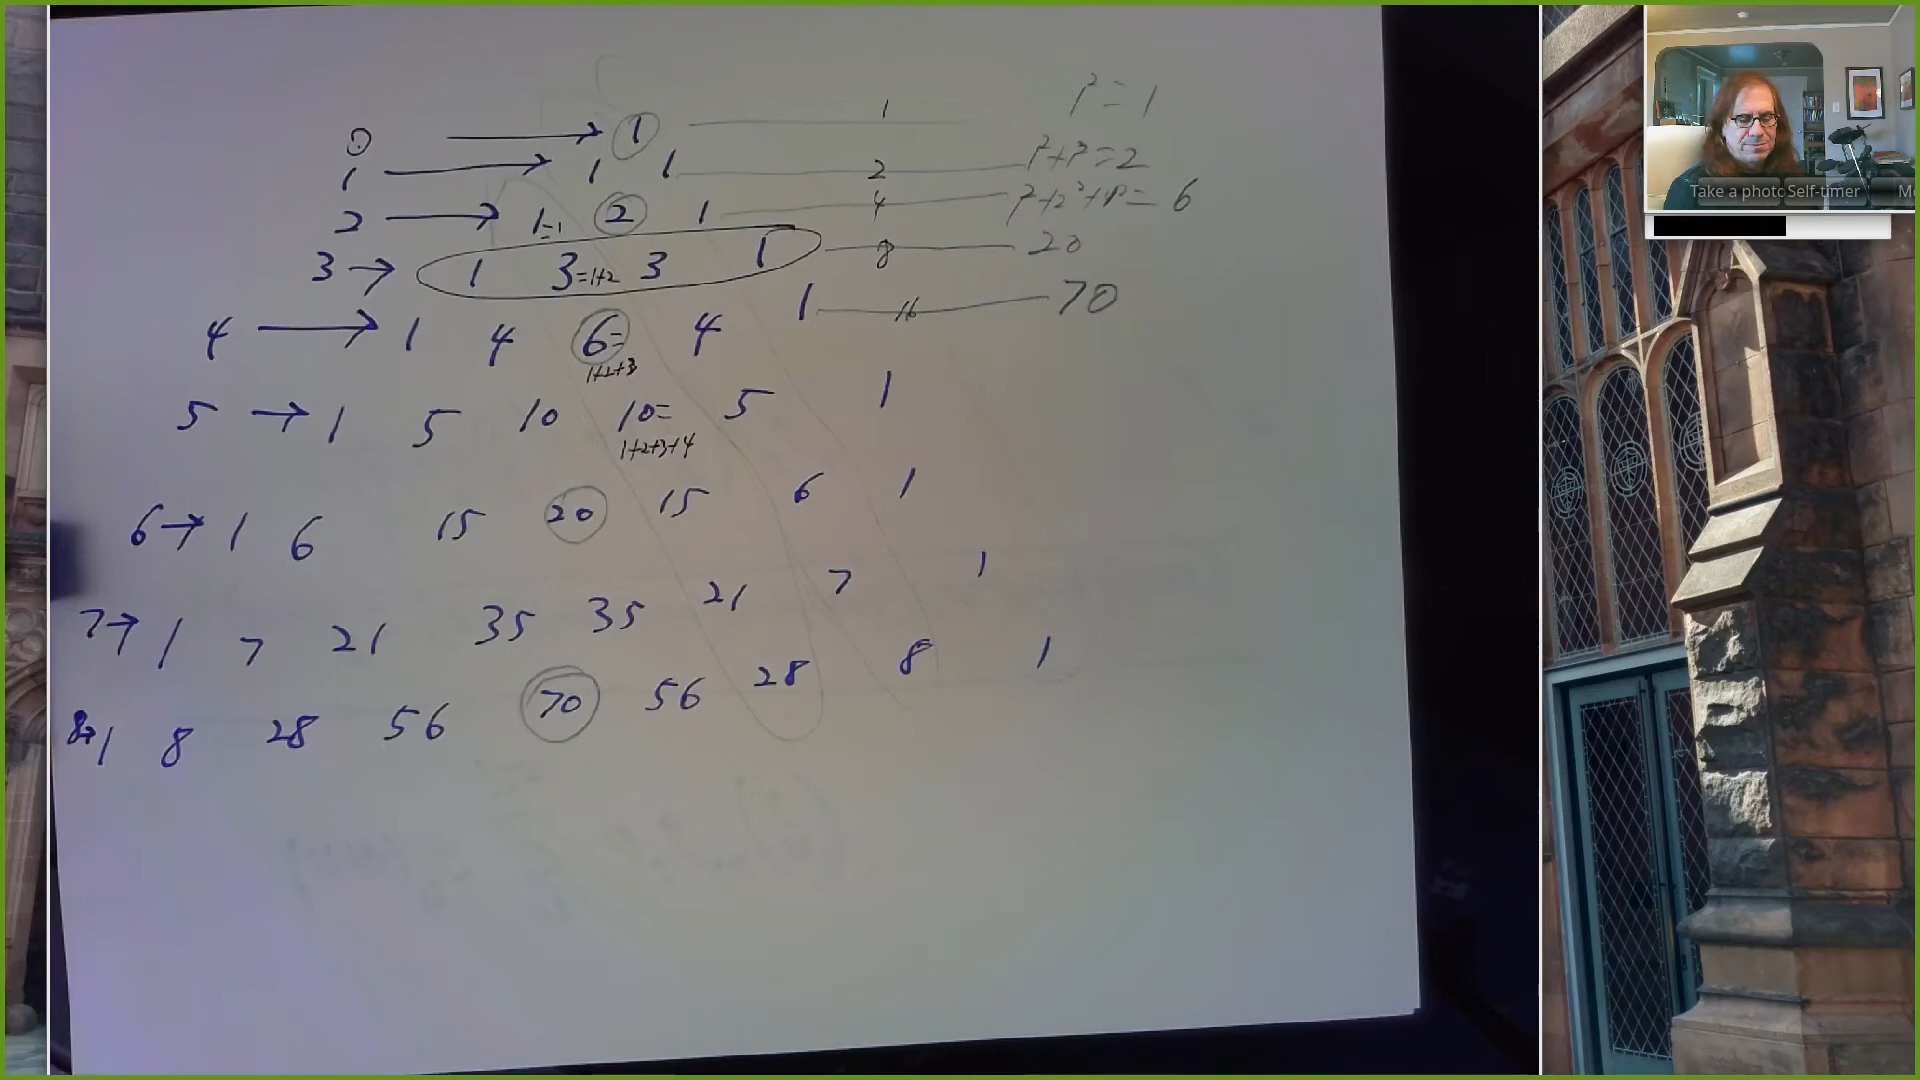 0 → 1 1 1² = 1
1 → 1 1 2 1² + 1² = 2
2 → 1=1 2 1 4 1² + 2² + 1² = 6
3 → 1 3=1+2 3 1 8 20
4 → 1 4 6= 4 1 16 70
1+2+3
5 → 1 5 10 10= 5 1
1+2+3+4
6 → 1 6 15 20 15 6 1
7 → 1 7 21 35 35 21 7 1
8 → 1 8 28 56 70 56 28 8 1
Take a photo Self-timer